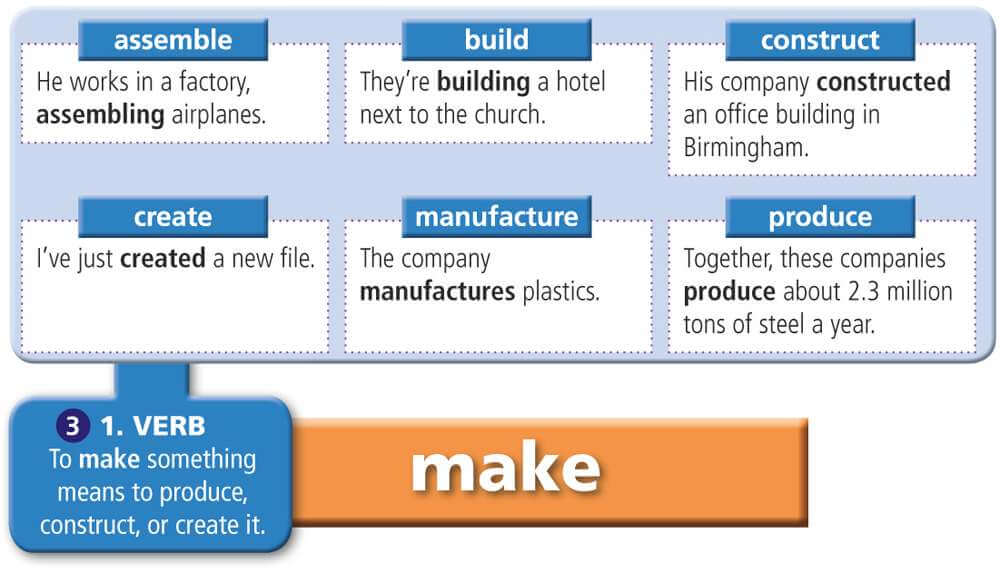 assemble
He works in a factory,
assembling airplanes.
build
They're building a hotel
next to the church.
construct
His company constructed
an office building in
Birmingham.
create
I've just created a new file.
manufacture
The company
manufactures plastics.
produce
Together, these companies
produce about 2.3 million
tons of steel a year.
3 1. VERB
To make something
means to produce,
construct, or create it.
make